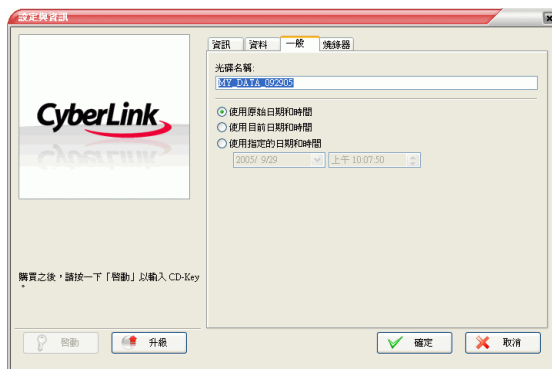 設定與資訊
資訊 資料 一般 燒錄器
光碟名稱:
MY_DATA_092905
使用原始日期和時間
使用目前日期和時間
使用指定的日期和時間
2005/ 9/29 上午 10:07:50
CyberLink
購買之後,請按一下「啟動」以輸入 CD-Key
。
啟動 升級 確定 取消